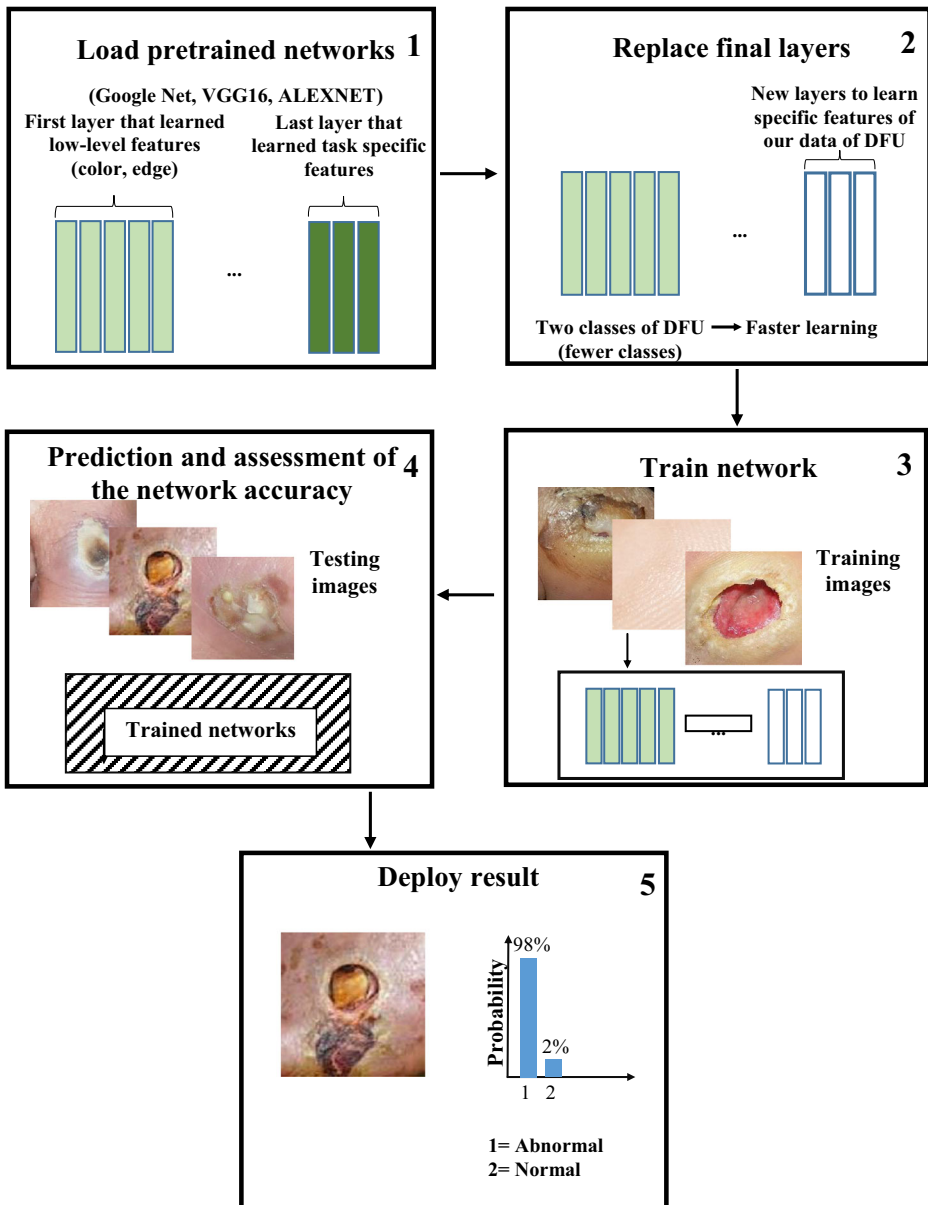 Load pretrained networks
1
(Google Net, VGG16, ALEXNET)
First layer that learned
low-level features
(color, edge)
Last layer that
learned task specific
features
...
Replace final layers
2
New layers to learn
specific features of
our data of DFU
...
Two classes of DFU
(fewer classes)
Faster learning
Train network
3
Training
images
...
Prediction and assessment of
the network accuracy
4
Testing
images
Trained networks
Deploy result
5
Probability
98%
2%
1 2
1= Abnormal
2= Normal